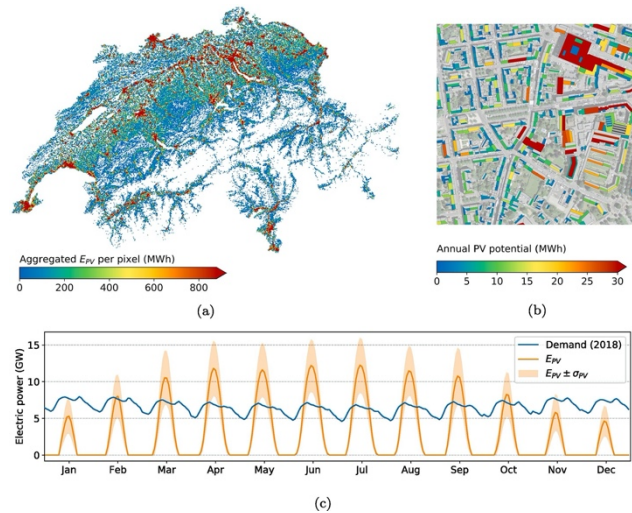 Aggregated E_PV per pixel (MWh)
0 200 400 600 800
(a)
Annual PV potential (MWh)
0 5 10 15 20 25 30
(b)
Electric power (GW)
15
10
5
0
Demand (2018)
E_PV
E_PV ± σ_PV
Jan Feb Mar Apr May Jun Jul Aug Sep Oct Nov Dec
(c)